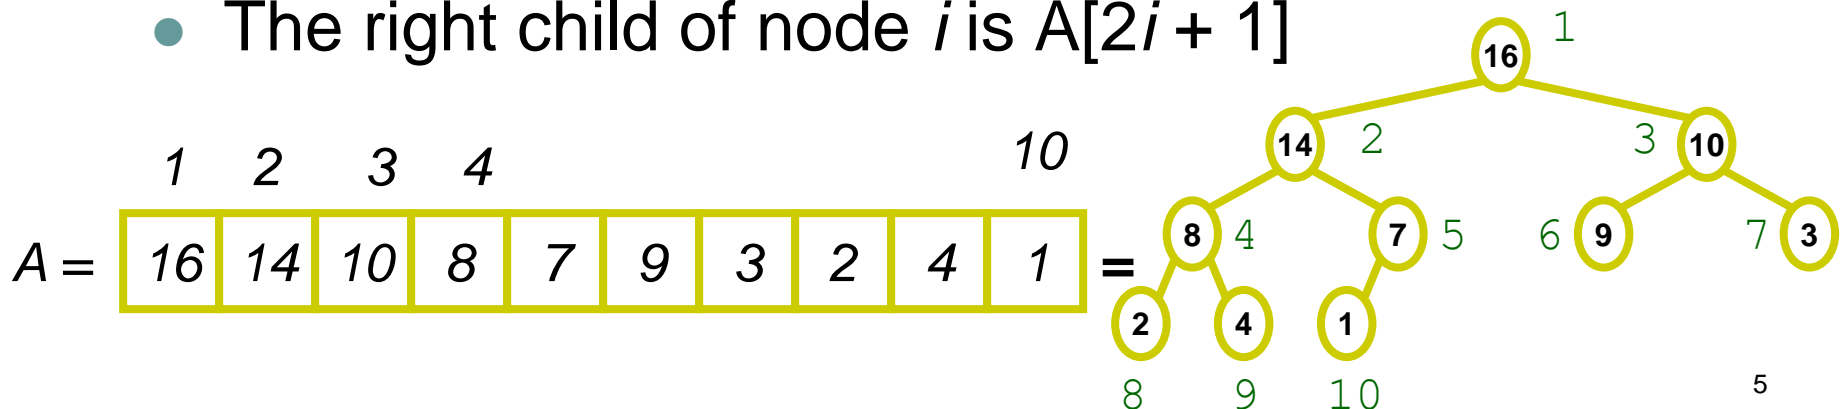 ● The right child of node i is A[2i + 1]
1 2 3 4 10
A = 16 14 10 8 7 9 3 2 4 1 =
16 1
14 2 3 10
8 4 7 5 6 9 7 3
2 4 1
8 9 10
5